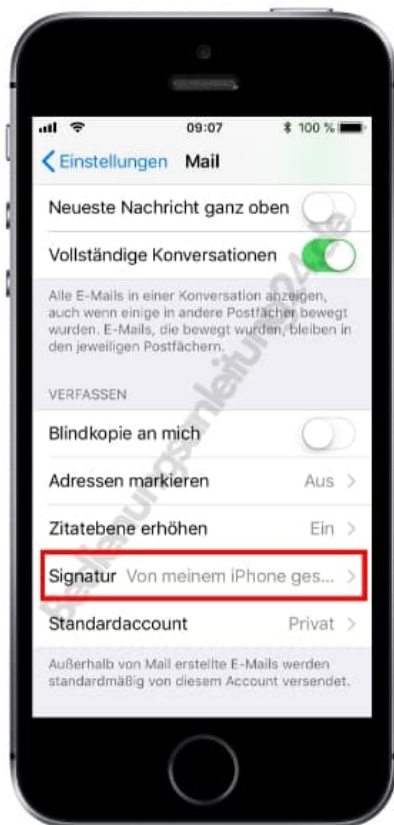 09:07 100 %
Einstellungen Mail
Neueste Nachricht ganz oben
Vollständige Konversationen
Alle E-Mails in einer Konversation anzeigen,
auch wenn einige in andere Postfächer bewegt
wurden. E-Mails, die bewegt wurden, bleiben in
den jeweiligen Postfächern.
VERFASSEN
Blindkopie an mich
Adressen markieren Aus
Zitatebene erhöhen Ein
Signatur Von meinem iPhone ges...
Standardaccount Privat
Außerhalb von Mail erstellte E-Mails werden
standardmäßig von diesem Account versendet.
bedienungsanleitung24.de